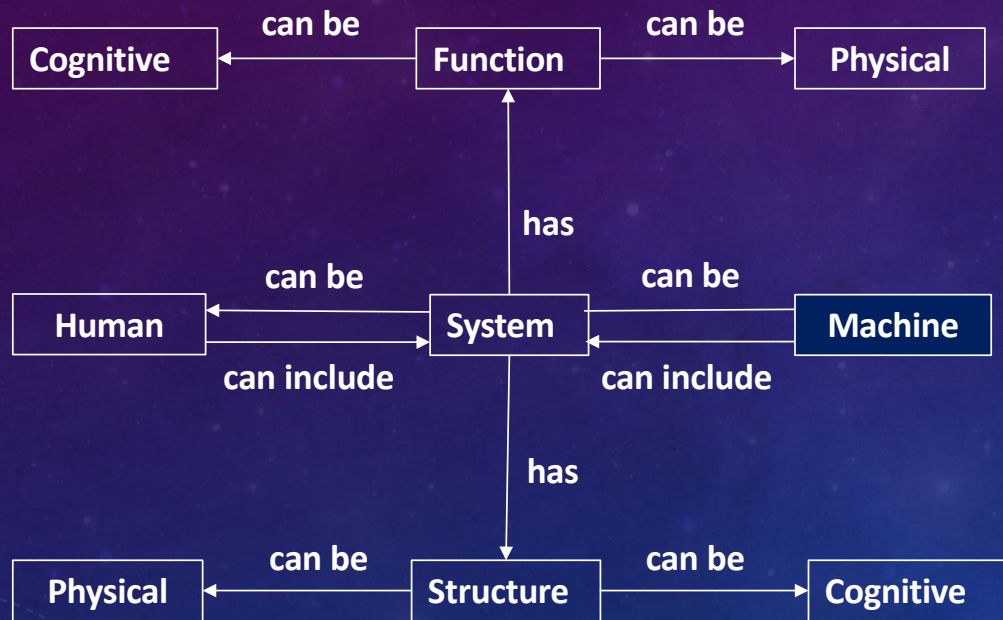 can be
can be
Cognitive
Function
Physical
has
can be
can be
Human
System
Machine
can include
can include
has
can be
can be
Physical
Structure
Cognitive